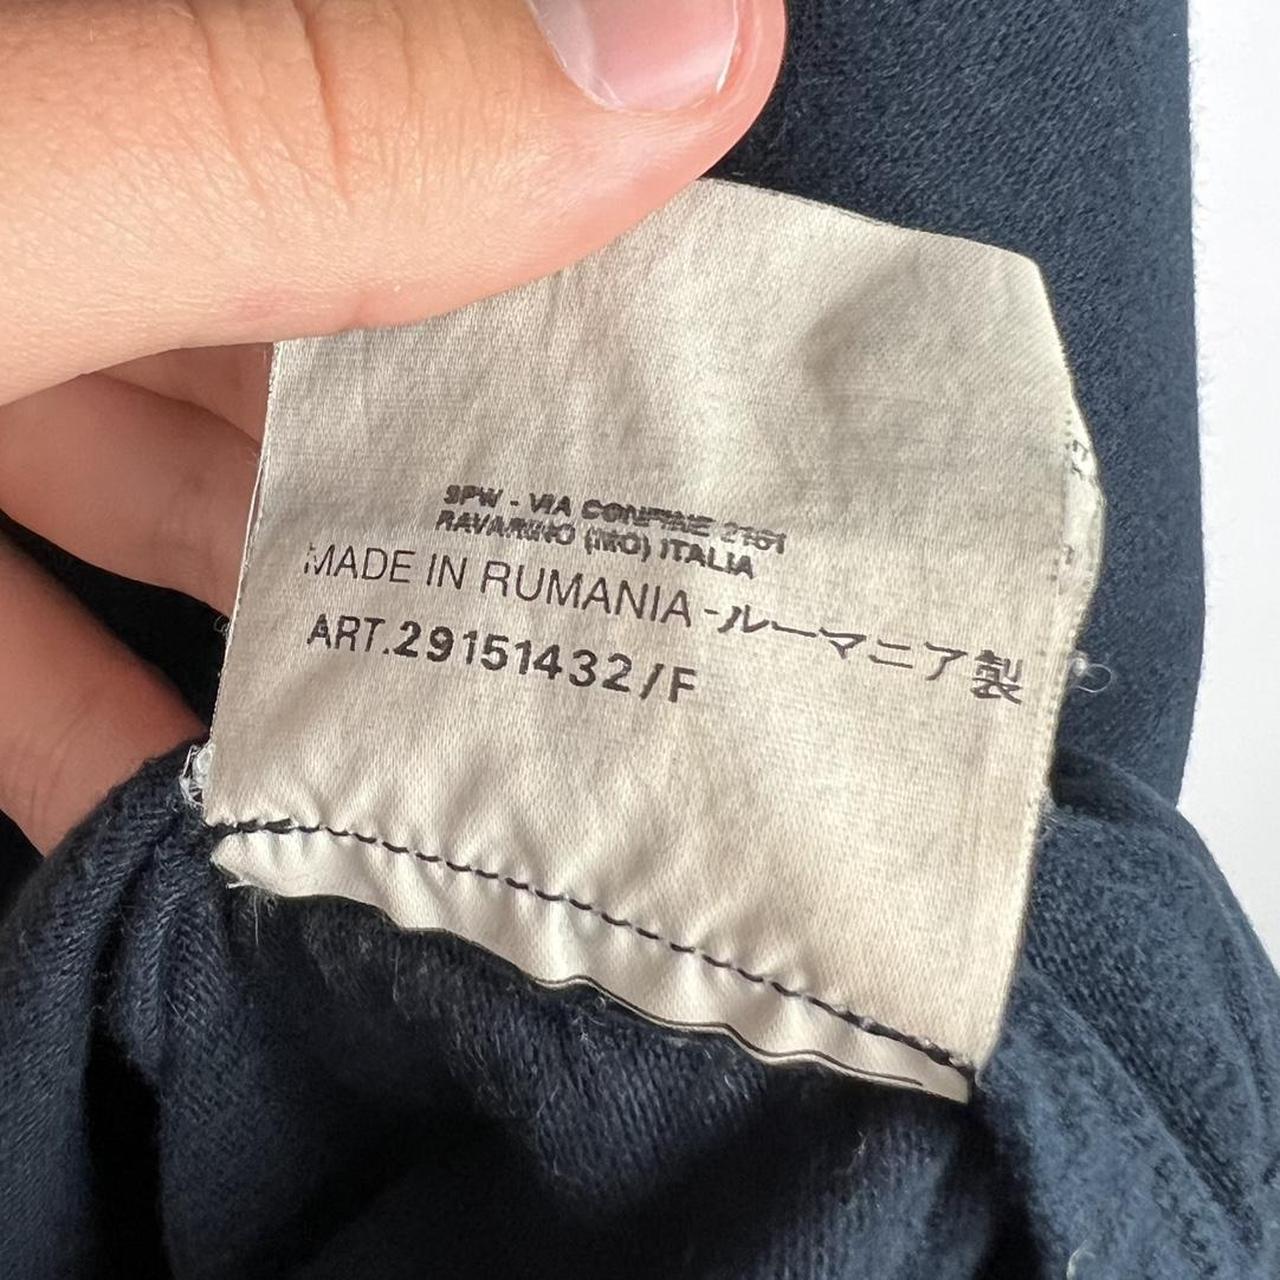 SPW - VIA CONFINE 2161
RAVARINO (MO) ITALIA
MADE IN RUMANIA-ルーマニア製
ART.29151432/F